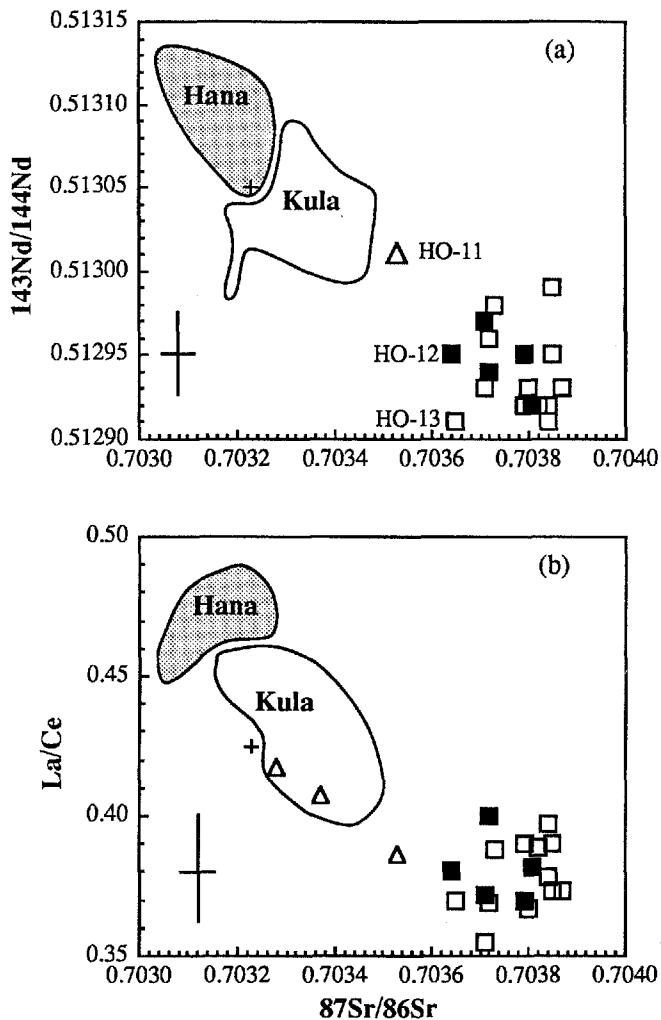 0.51315
(a)
Hana
0.51310
0.51305
Kula
143Nd/144Nd
0.51300
HO-11
0.51295
HO-12
0.51290
HO-13
0.7030
0.7032
0.7034
0.7036
0.7038
0.7040
0.50
(b)
Hana
0.45
Kula
La/Ce
0.40
0.35
0.7030
0.7032
0.7034
0.7036
0.7038
0.7040
87Sr/86Sr